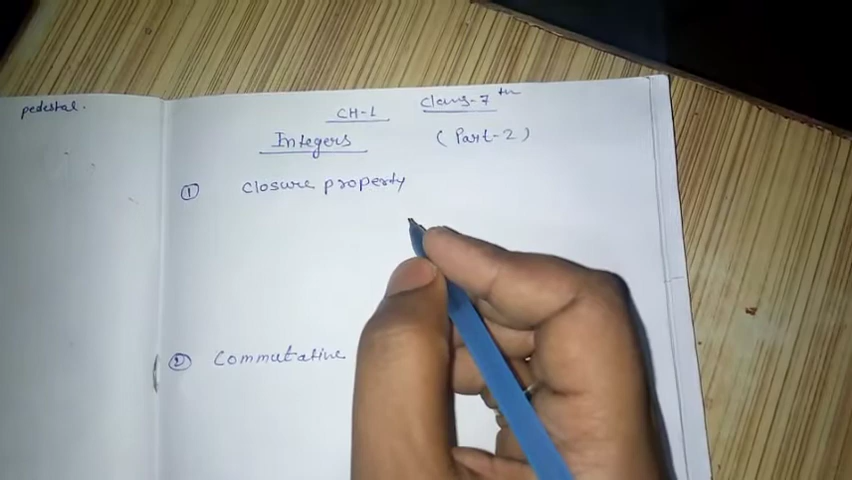 pedestal.
CH-1 Class-7th
Integers (Part-2)
① Closure property
② Commutative